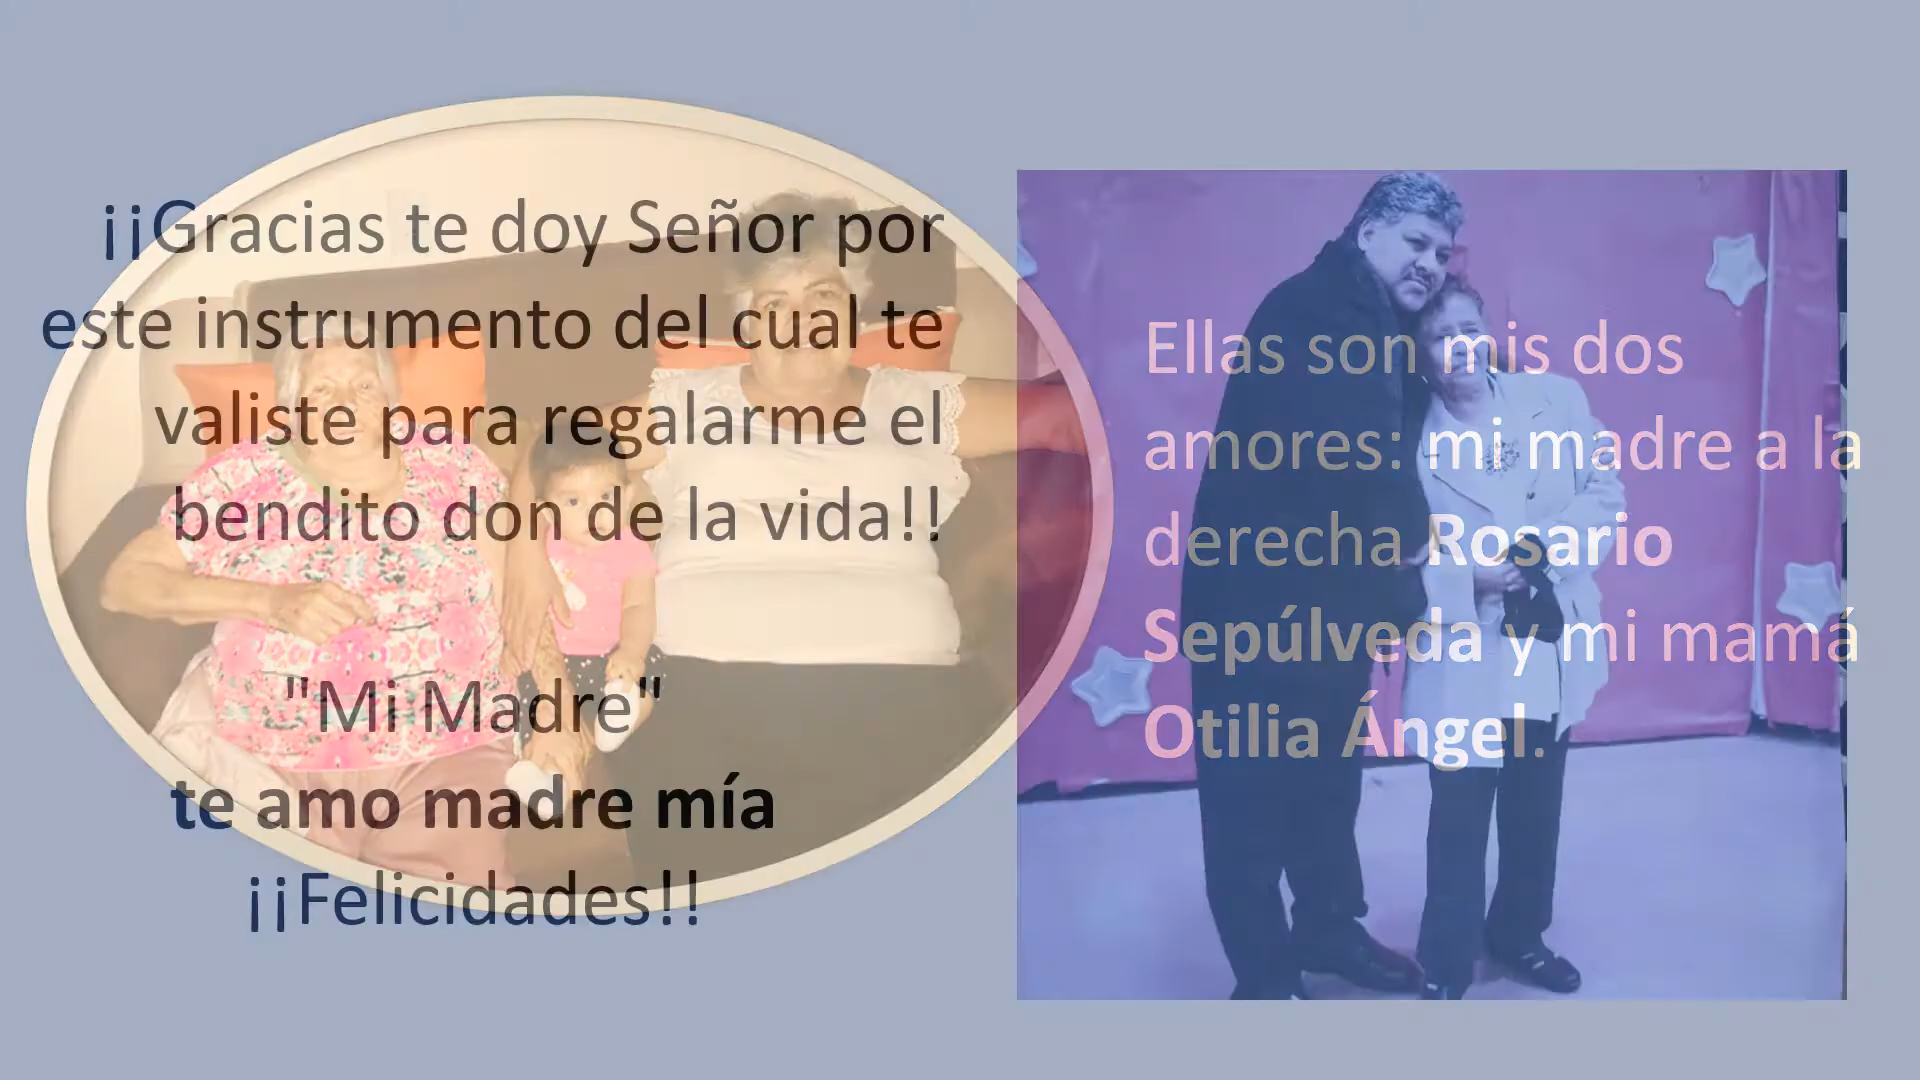 ¡¡Gracias te doy Señor por
este instrumento del cual te
valiste para regalarme el
bendito don de la vida!!
"Mi Madre"
te amo madre mía
¡¡Felicidades!!
Ellas son mis dos
amores: mi madre a la
derecha Rosario
Sepúlveda y mi mamá
Otilia Ángel.